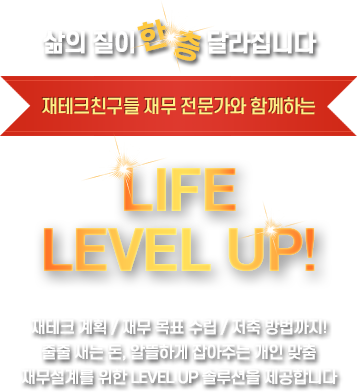 삶의 질이 한 층 달라집니다
재테크친구들 재무 전문가와 함께하는
LIFE
LEVEL UP!
재테크 계획 / 재무 목표 수립 / 저축 방법까지!
줄줄 새는 돈, 알뜰하게 잡아주는 개인 맞춤
재무설계를 위한 LEVEL UP 솔루션을 제공합니다